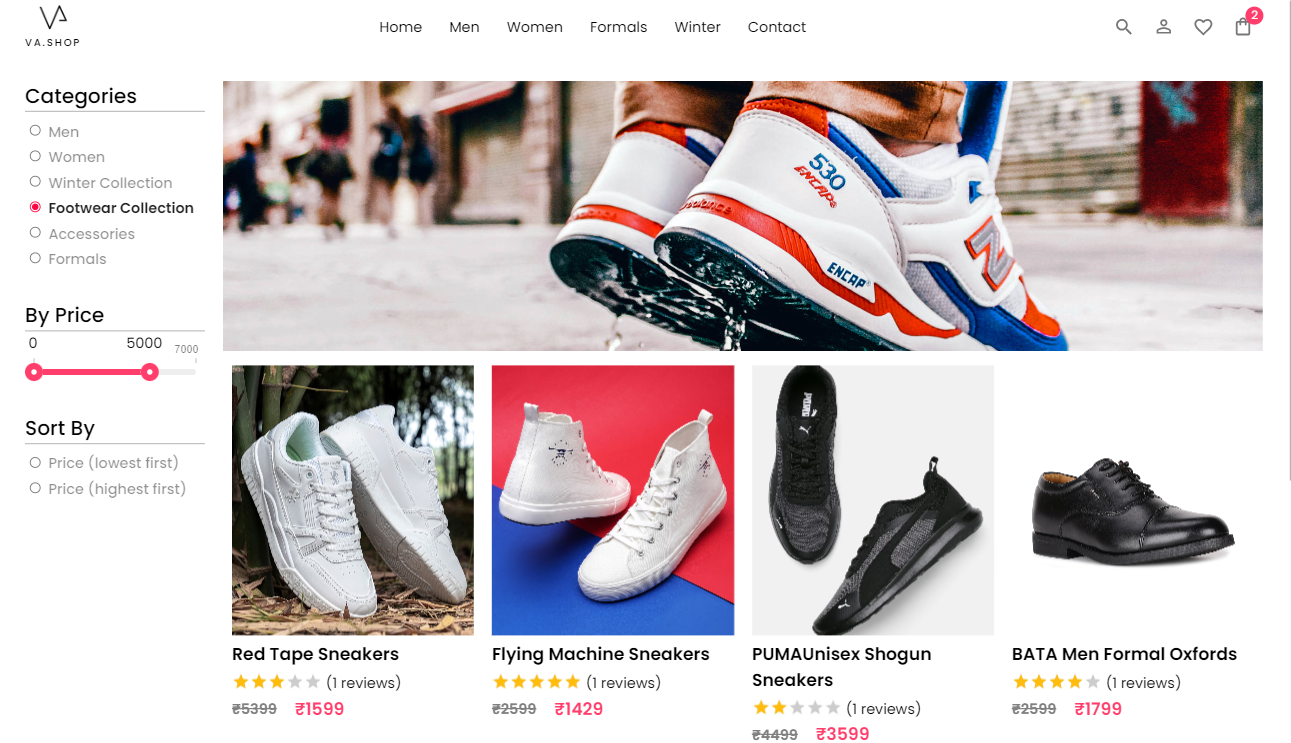 VA
VA.SHOP
Home Men Women Formals Winter Contact
2
Categories
Men
Women
Winter Collection
Footwear Collection
Accessories
Formals
By Price
0 5000 7000
Sort By
Price (lowest first)
Price (highest first)
530
ENCAP
ENCAP
N
PUMA
Red Tape Sneakers
(1 reviews)
₹5399 ₹1599
Flying Machine Sneakers
(1 reviews)
₹2599 ₹1429
PUMAUnisex Shogun
Sneakers
(1 reviews)
₹4499 ₹3599
BATA Men Formal Oxfords
(1 reviews)
₹2599 ₹1799